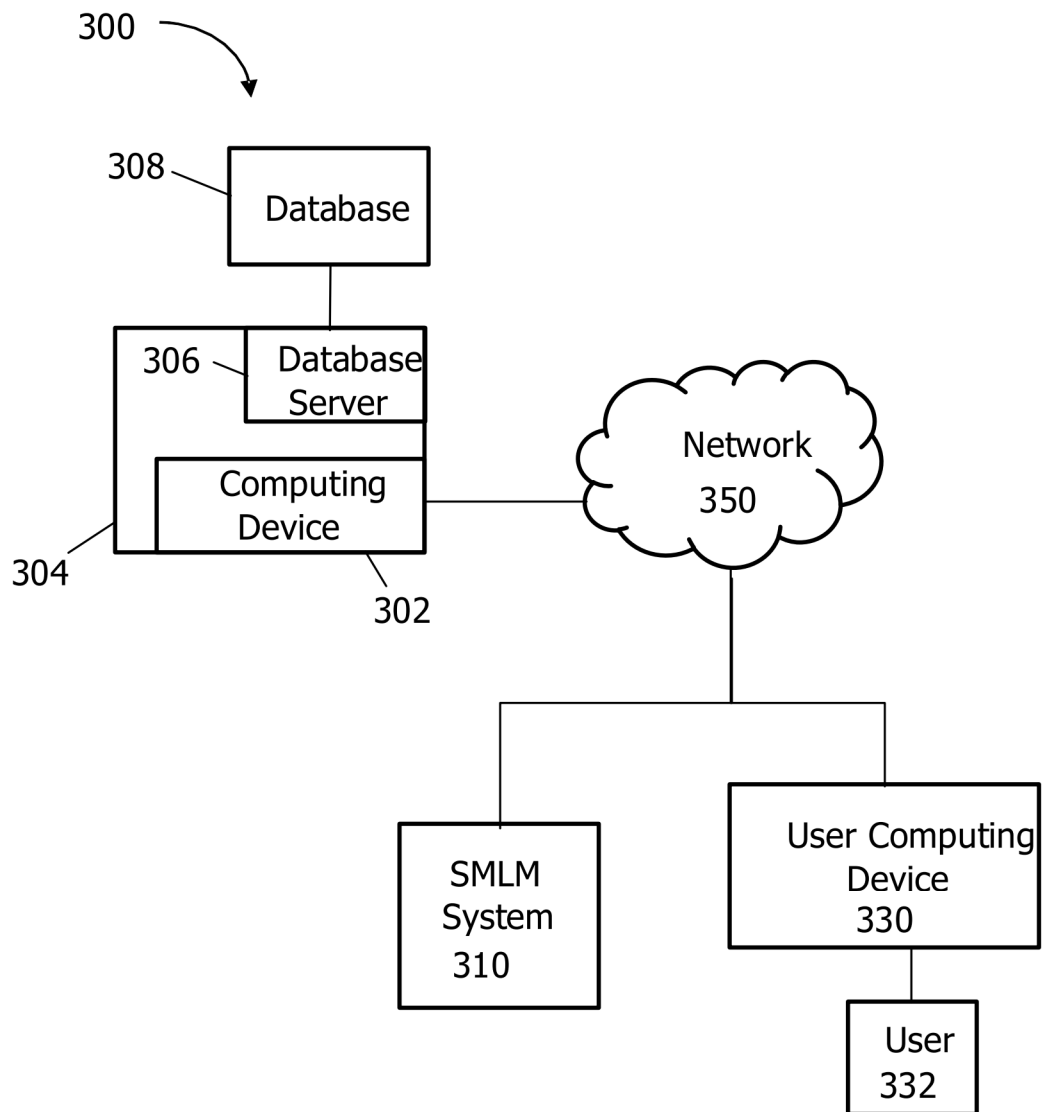 300
308
Database
306
Database
Server
Computing
Device
304
302
Network
350
SMLM
System
310
User Computing
Device
330
User
332